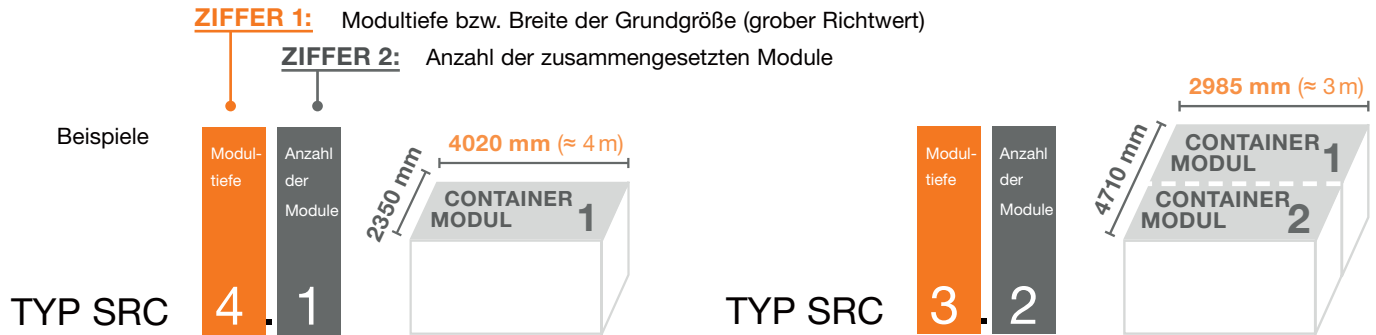 ZIFFER 1: Modultiefe bzw. Breite der Grundgröße (grober Richtwert)
ZIFFER 2: Anzahl der zusammengesetzten Module
Beispiele
Modul-
tiefe
Anzahl
der
Module
4020 mm (≈ 4 m)
2350 mm
CONTAINER
MODUL 1
TYP SRC 4.1
Modul-
tiefe
Anzahl
der
Module
2985 mm (≈ 3 m)
4710 mm
CONTAINER
MODUL 1
CONTAINER
MODUL 2
TYP SRC 3.2